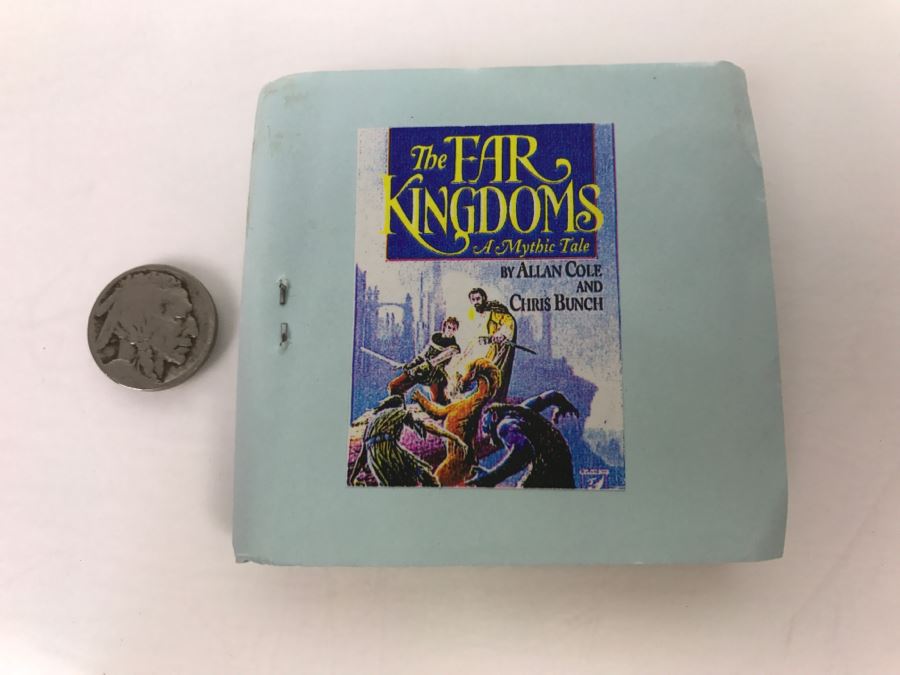 The FAR
KINGDOMS
A Mythic Tale
BY ALLAN COLE
AND
CHRIS BUNCH